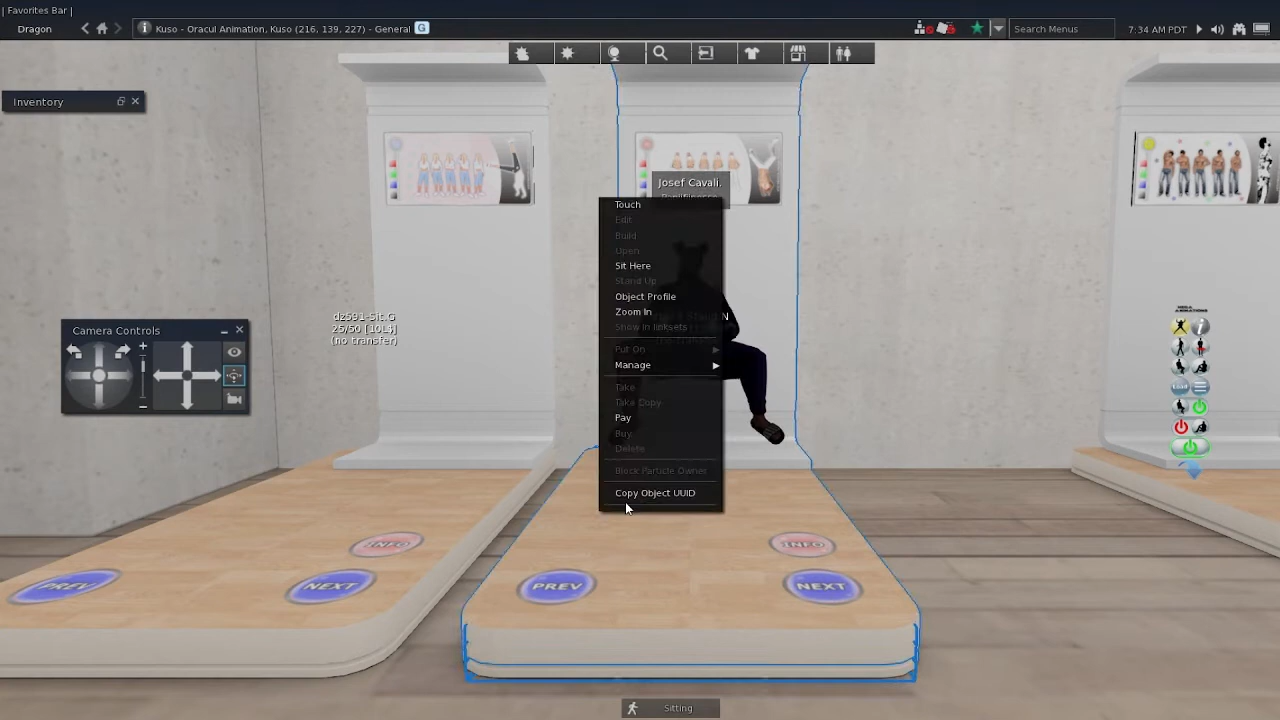 | Favorites Bar |
Dragon
Kuso - Oracul Animation, Kuso (216, 139, 227) - General G
Search Menus
7:34 AM PDT
Inventory
Josef Cavali.
Touch
Edit
Build
Open
Sit Here
Stand Up
Object Profile
Zoom In
Show in linksets
Put On
Manage
Take
Take Copy
Pay
Buy
Delete
Block Particle Owner
Copy Object UUID
Camera Controls
dz591-Sit G
25/50 [1014]
(no transfer)
Load
INFO
INFO
PREV
NEXT
PREV
NEXT
Sitting